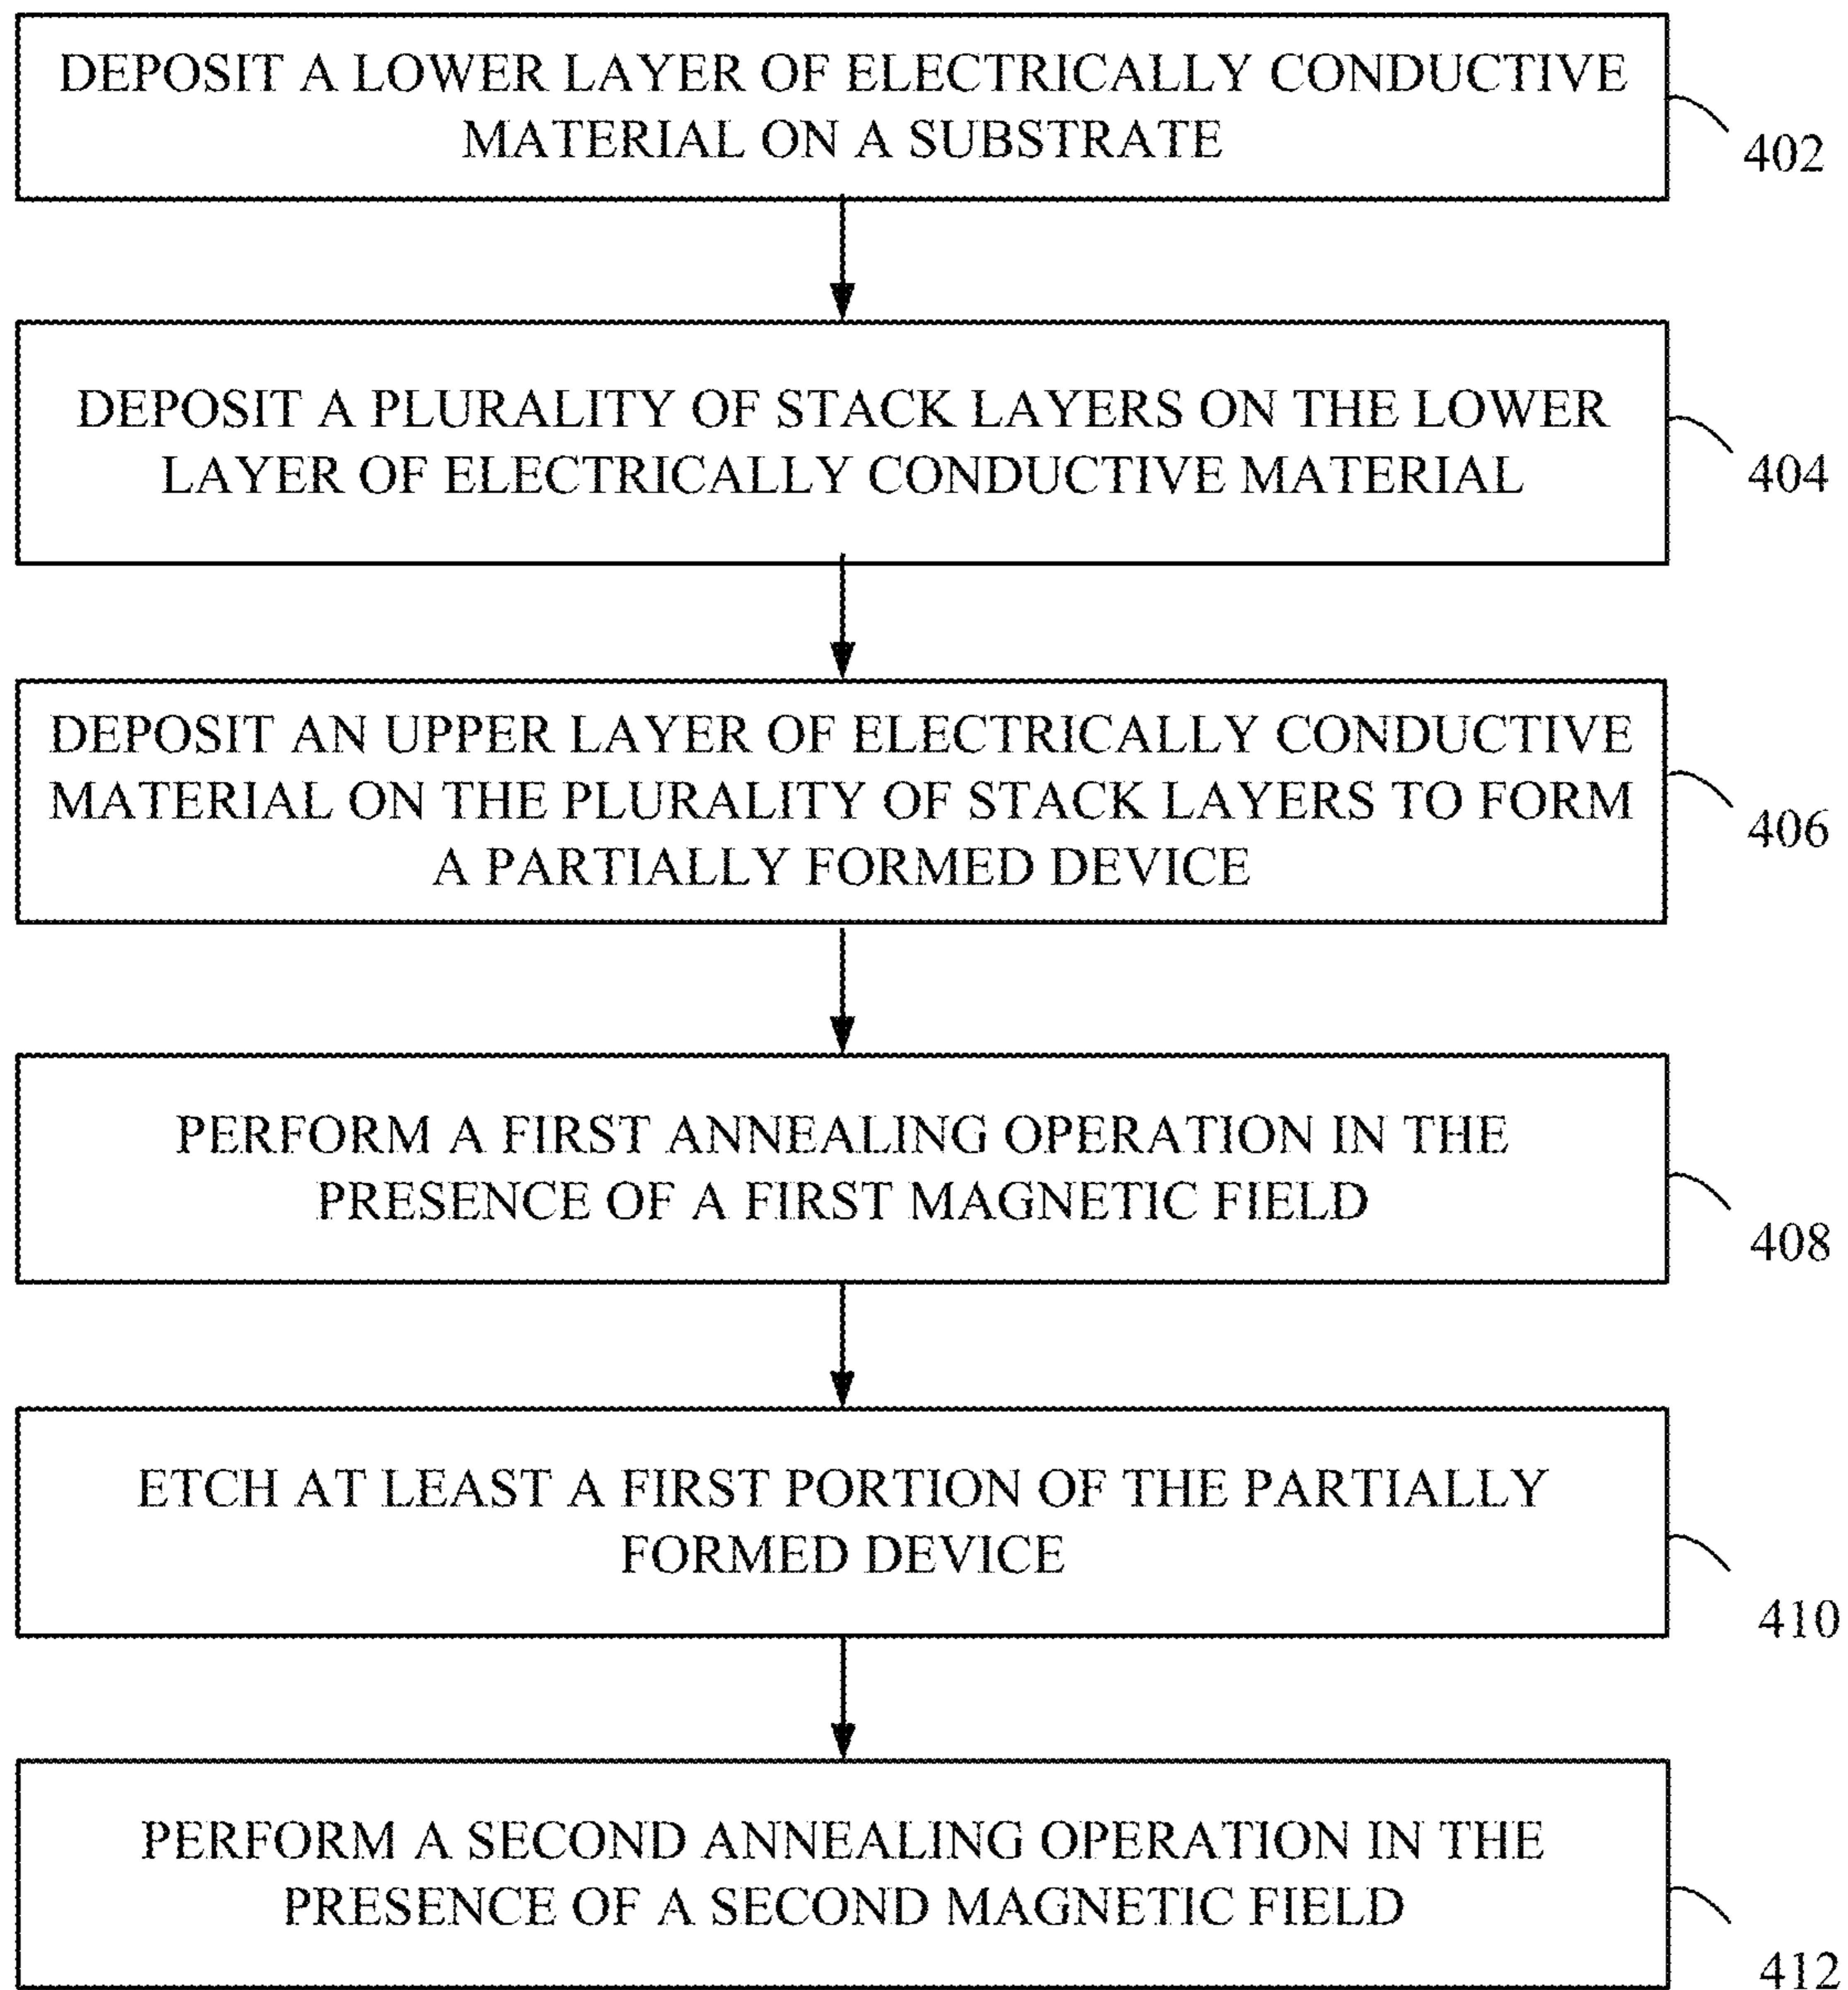 DEPOSIT A LOWER LAYER OF ELECTRICALLY CONDUCTIVE
MATERIAL ON A SUBSTRATE
402
DEPOSIT A PLURALITY OF STACK LAYERS ON THE LOWER
LAYER OF ELECTRICALLY CONDUCTIVE MATERIAL
404
DEPOSIT AN UPPER LAYER OF ELECTRICALLY CONDUCTIVE
MATERIAL ON THE PLURALITY OF STACK LAYERS TO FORM
A PARTIALLY FORMED DEVICE
406
PERFORM A FIRST ANNEALING OPERATION IN THE
PRESENCE OF A FIRST MAGNETIC FIELD
408
ETCH AT LEAST A FIRST PORTION OF THE PARTIALLY
FORMED DEVICE
410
PERFORM A SECOND ANNEALING OPERATION IN THE
PRESENCE OF A SECOND MAGNETIC FIELD
412